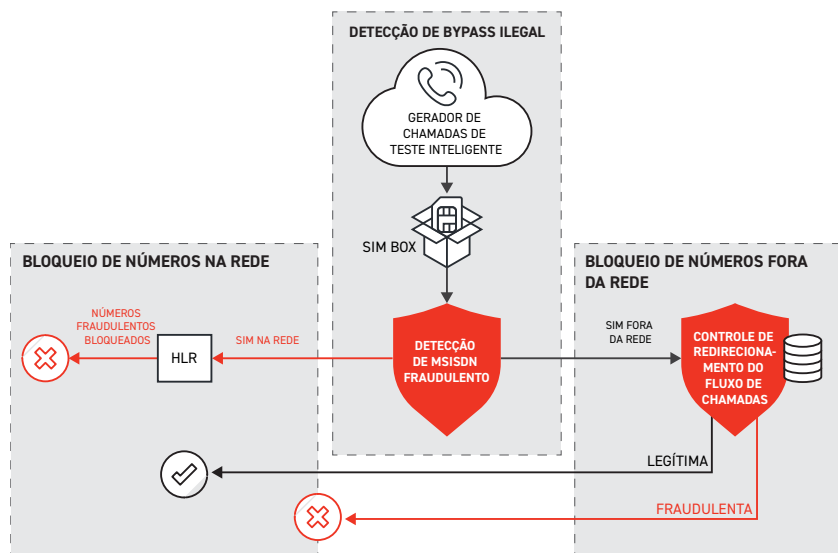 DETECÇÃO DE BYPASS ILEGAL
GERADOR DE
CHAMADAS DE
TESTE INTELIGENTE
SIM BOX
BLOQUEIO DE NÚMEROS NA REDE
BLOQUEIO DE NÚMEROS FORA
DA REDE
NÚMEROS
FRAUDULENTOS
BLOQUEADOS
HLR
SIM NA REDE
DETECÇÃO
DE MSISDN
FRAUDULENTO
SIM FORA
DA REDE
CONTROLE DE
REDIRECIONA-
MENTO DO
FLUXO DE
CHAMADAS
LEGÍTIMA
FRAUDULENTA